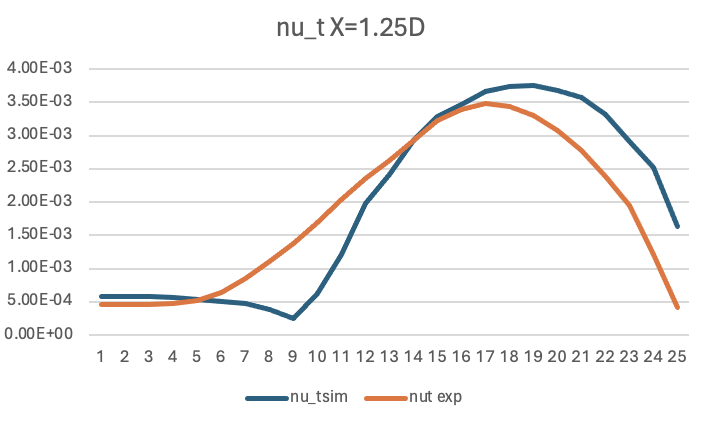 nu_t X=1.25D
4.00E-03
3.50E-03
3.00E-03
2.50E-03
2.00E-03
1.50E-03
1.00E-03
5.00E-04
0.00E+00
1 2 3 4 5 6 7 8 9 10 11 12 13 14 15 16 17 18 19 20 21 22 23 24 25
nu_tsim nut exp